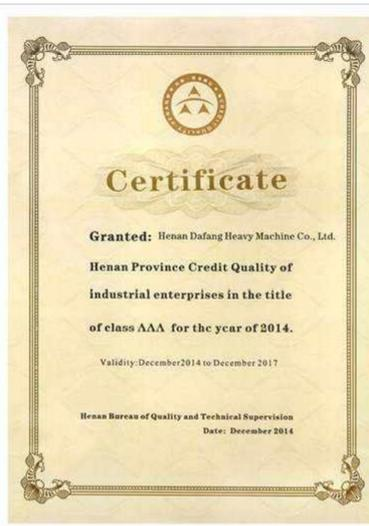 Certificate
Granted: Henan Dafang Heavy Machine Co., Ltd.
Henan Province Credit Quality of
industrial enterprises in the title
of class AAA for the year of 2014.
Validity:December2014 to December 2017
Henan Bureau of Quality and Technical Supervision
Date: December 2014